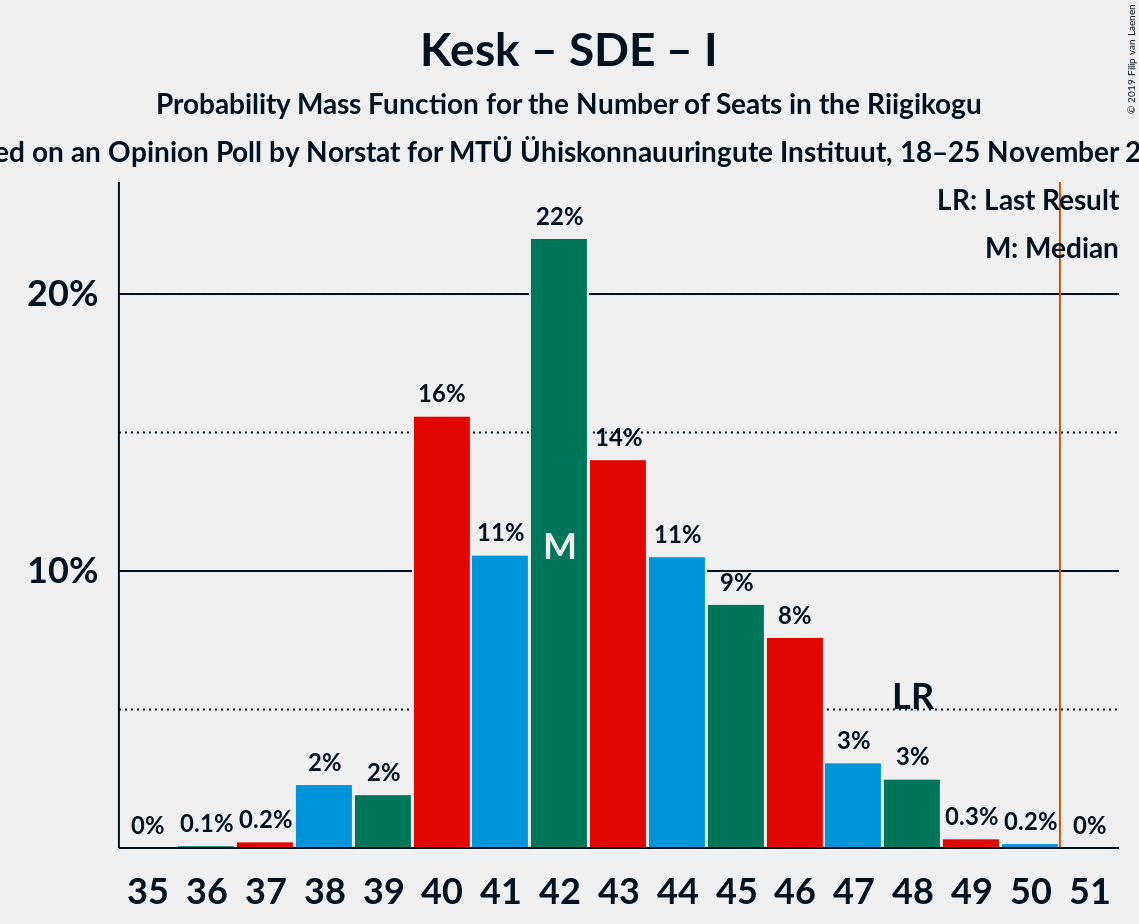 Kesk – SDE – I
Probability Mass Function for the Number of Seats in the Riigikogu
ed on an Opinion Poll by Norstat for MTÜ Ühiskonnauuringute Instituut, 18–25 November 2
© 2019 Filip van Laenen
LR: Last Result
M: Median
22%
20%
16%
14%
11%
11%
M
10%
9%
8%
LR
3%
3%
2%
2%
0%
0.1%
0.2%
0.3%
0.2%
0%
35 36 37 38 39 40 41 42 43 44 45 46 47 48 49 50 51